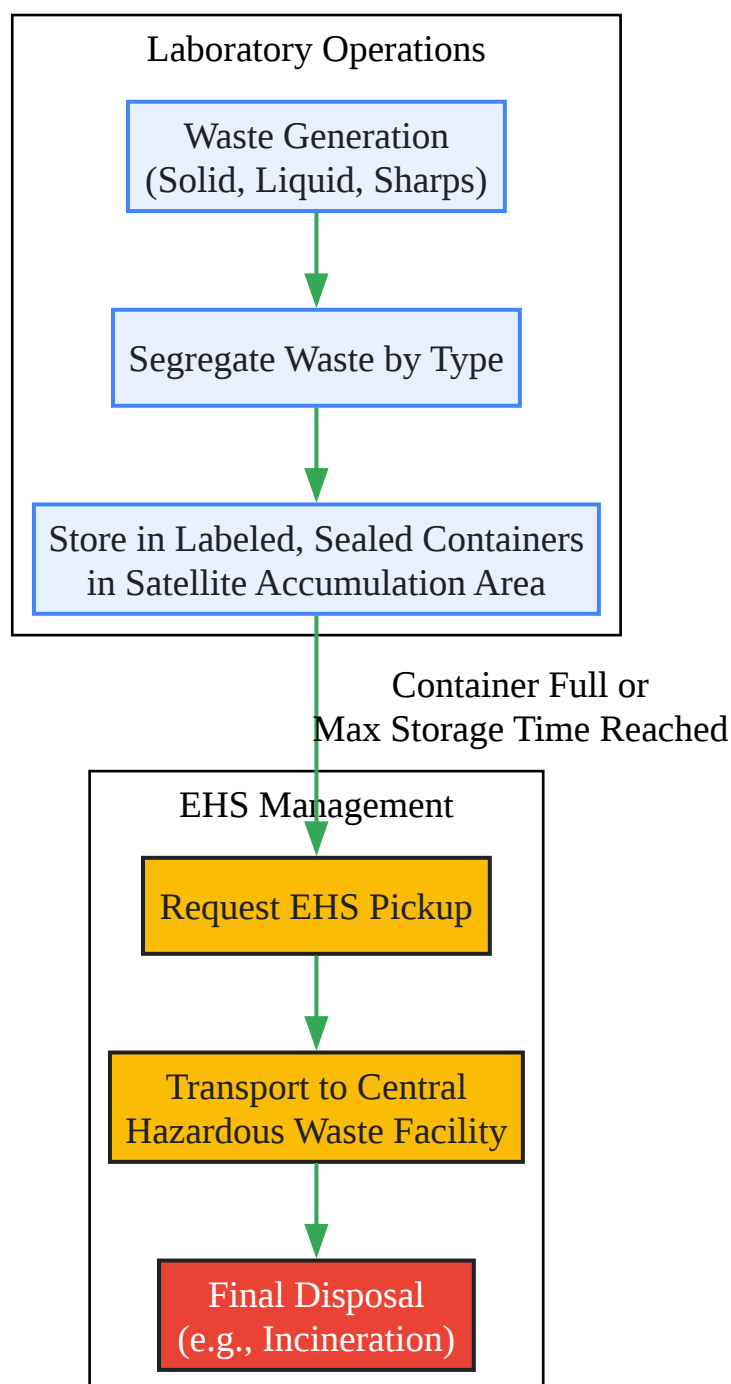 Laboratory Operations
Waste Generation
(Solid, Liquid, Sharps)
Segregate Waste by Type
Store in Labeled, Sealed Containers
in Satellite Accumulation Area
Container Full or
Max Storage Time Reached
EHS Management
Request EHS Pickup
Transport to Central
Hazardous Waste Facility
Final Disposal
(e.g., Incineration)